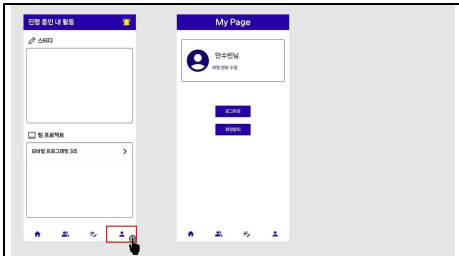 진행 중인 내 활동
스터디
팀 프로젝트
모바일 프로그래밍 3조
My Page
안수빈님
회원 정보 수정
로그아웃
회원탈퇴